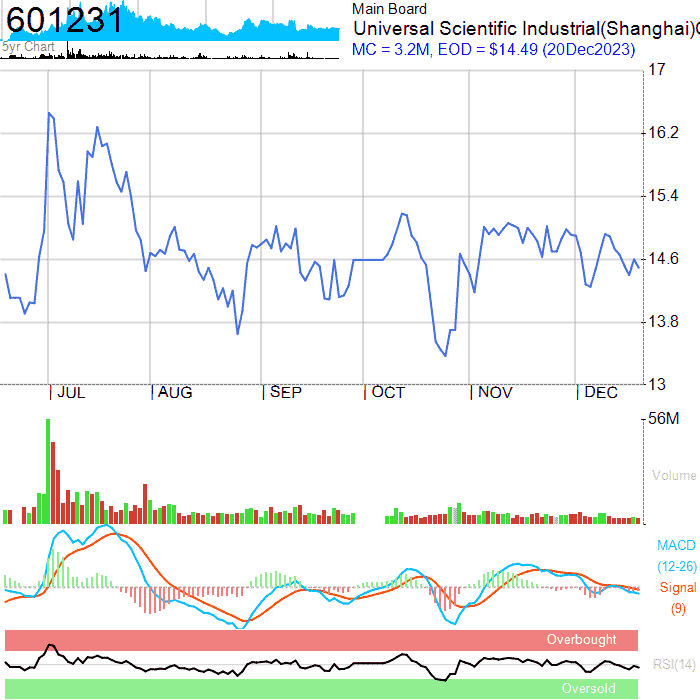 601231
5yr Chart
Main Board
Universal Scientific Industrial(Shanghai)
MC = 3.2M, EOD = $14.49 (20Dec2023)
17
16.2
15.4
14.6
13.8
13
JUL AUG SEP OCT NOV DEC
56M
Volume
MACD
(12-26)
Signal
(9)
Overbought
RSI(14)
Oversold